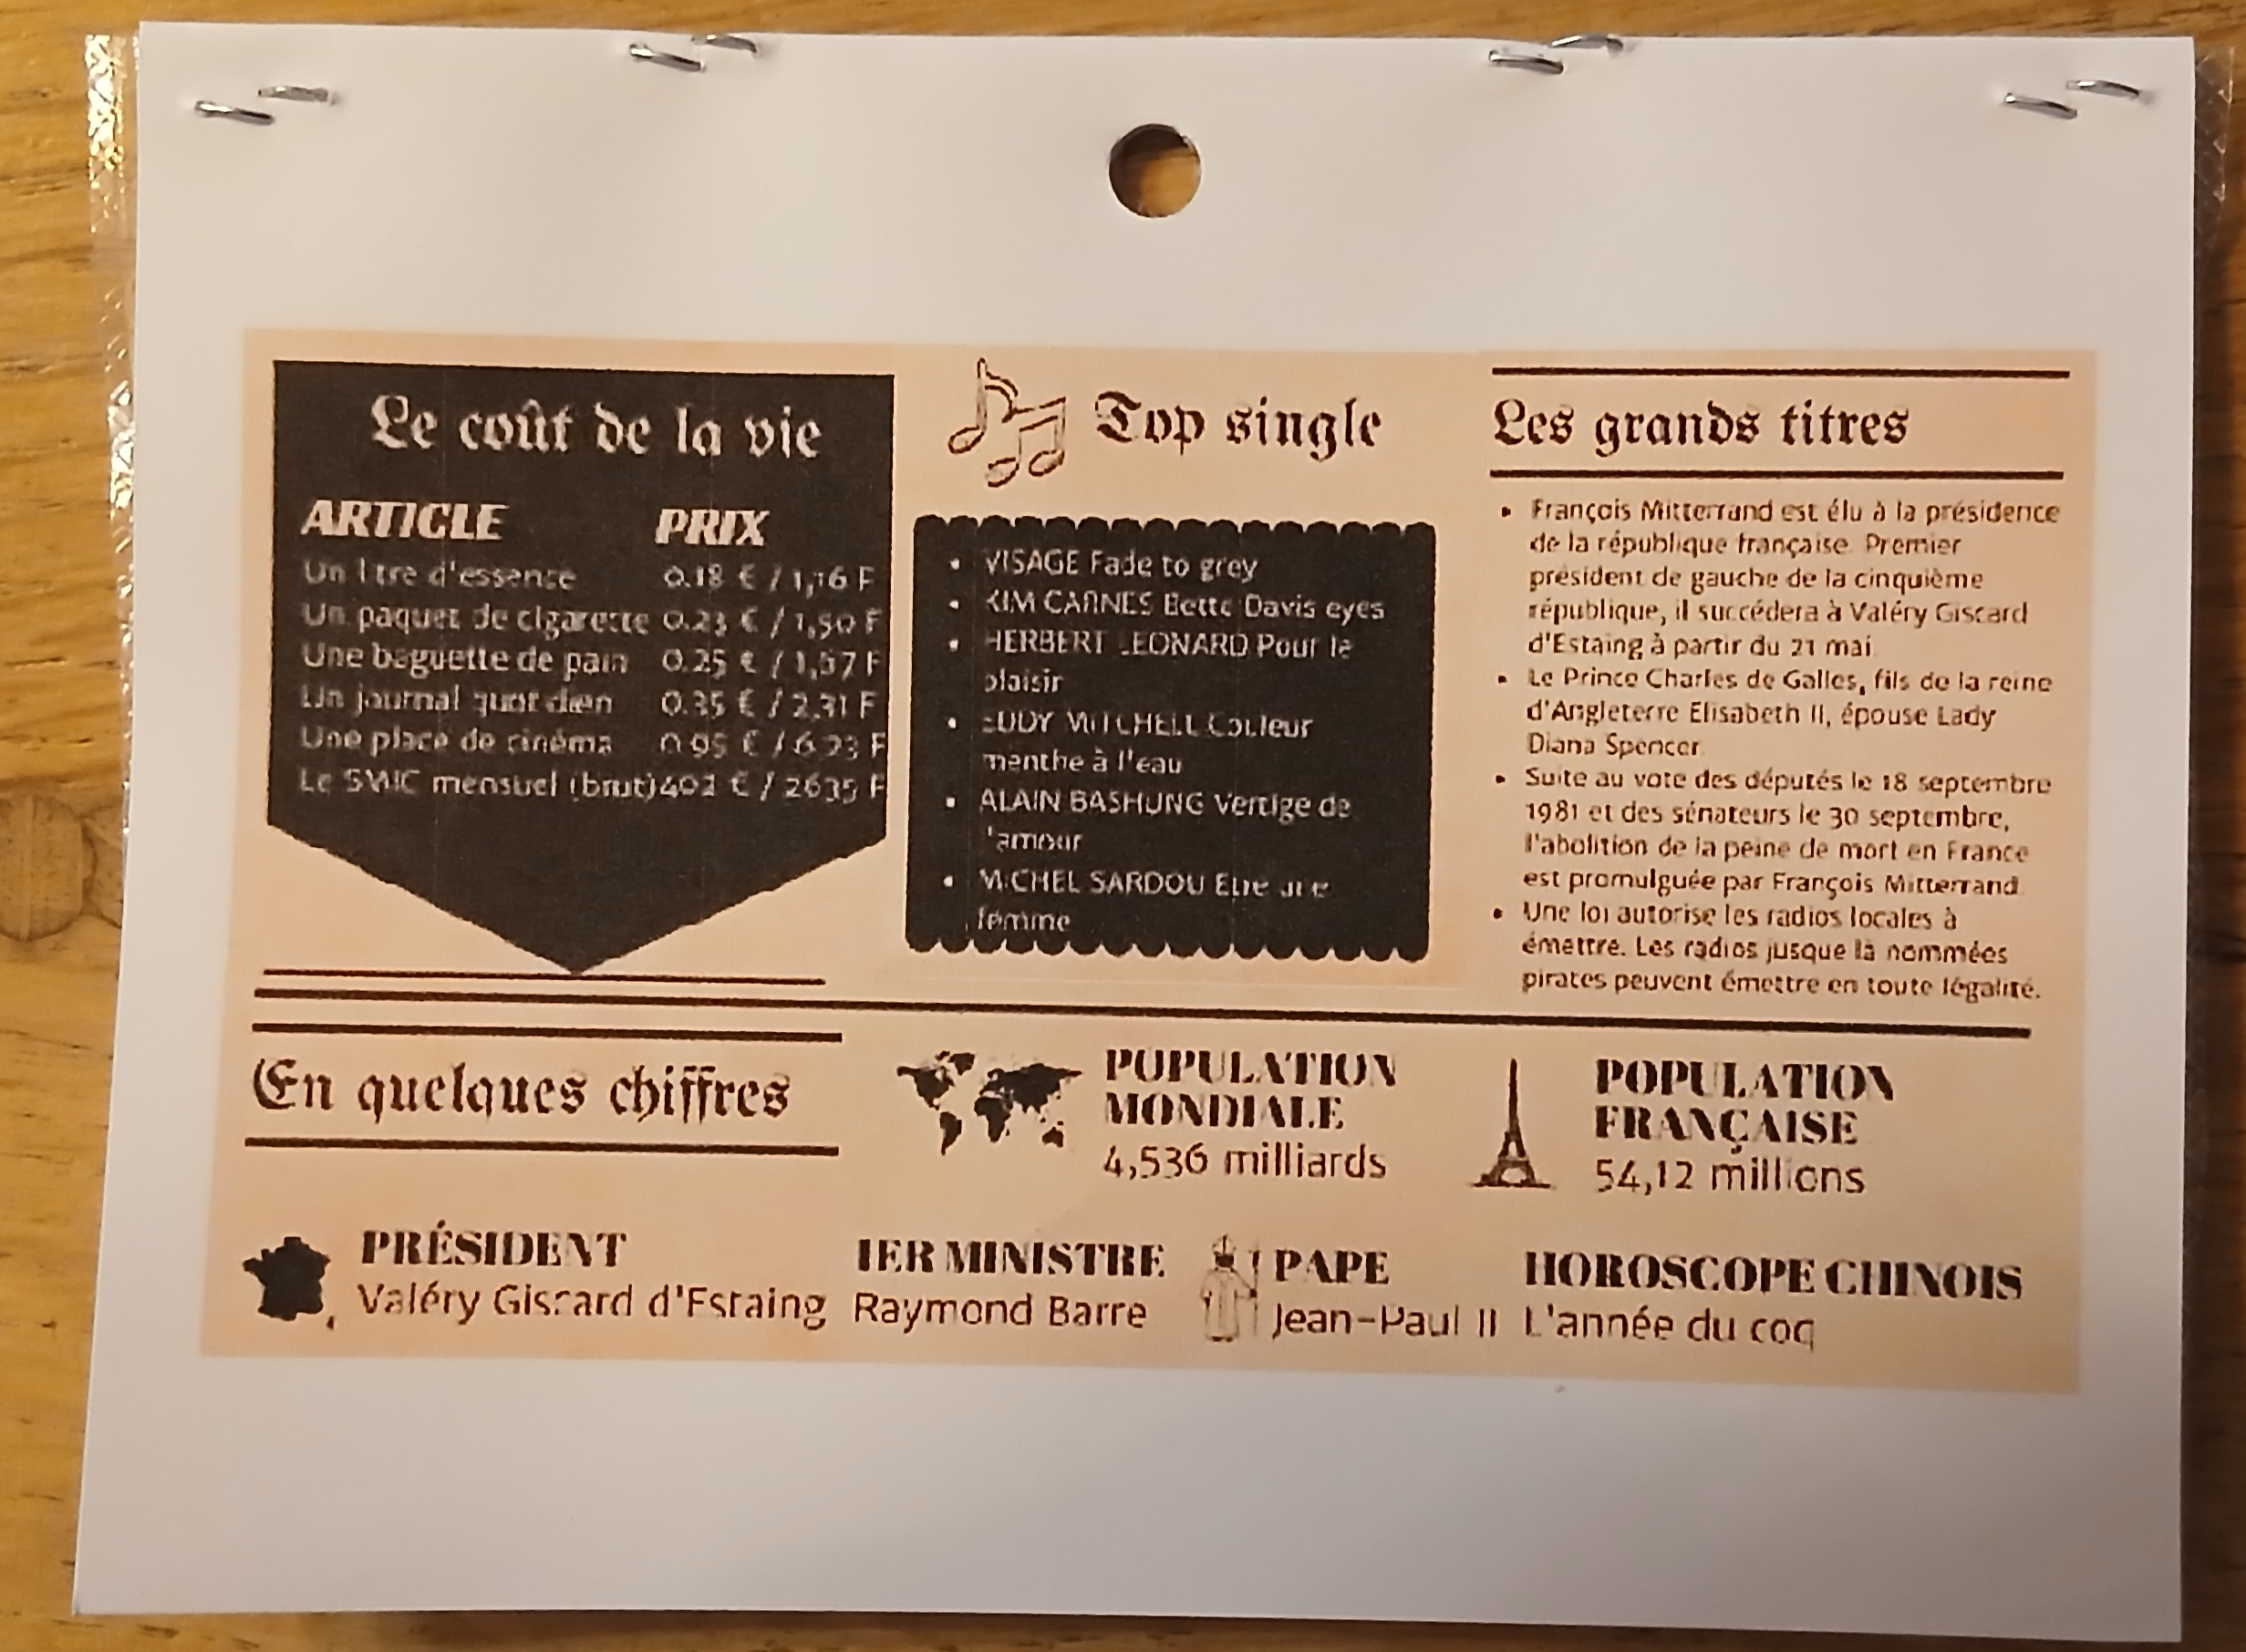 Le coût de la vie
ARTICLE PRIX
Un litre d'essence 0.18 € / 1,16 F
Un paquet de cigarette 0.23 € / 1,50 F
Une baguette de pain 0.25 € / 1,67 F
Un journal quotidien 0.35 € / 2,31 F
Une place de cinéma 0.95 € / 6,23 F
Le SMIC mensuel (brut) 402 € / 2635 F
Top single
• VISAGE Fade to grey
• KIM CARNES Bette Davis eyes
• HERBERT LEONARD Pour le
plaisir
• EDDY MITCHELL Couleur
menthe à l'eau
• ALAIN BASHUNG Vertige de
l'amour
• MICHEL SARDOU Etre une
femme
Les grands titres
• François Mitterrand est élu à la présidence
de la république française. Premier
président de gauche de la cinquième
république, il succédera à Valéry Giscard
d'Estaing à partir du 21 mai
• Le Prince Charles de Galles, fils de la reine
d'Angleterre Elisabeth II, épouse Lady
Diana Spencer
• Suite au vote des députés le 18 septembre
1981 et des sénateurs le 30 septembre,
l'abolition de la peine de mort en France
est promulguée par François Mitterrand
• Une loi autorise les radios locales à
émettre. Les radios jusque là nommées
pirates peuvent émettre en toute légalité.
En quelques chiffres
POPULATION
MONDIALE
4,536 milliards
POPULATION
FRANÇAISE
54,12 millions
PRÉSIDENT
Valéry Giscard d'Estaing
1ER MINISTRE
Raymond Barre
PAPE
Jean-Paul II
HOROSCOPE CHINOIS
L'année du coq